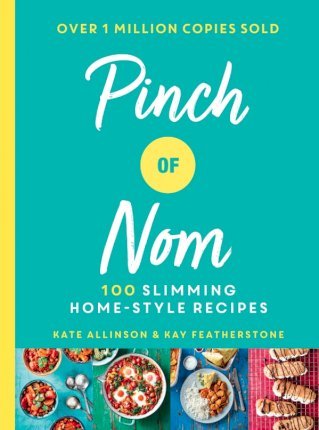 OVER 1 MILLION COPIES SOLD
Pinch
OF
Nom
100 SLIMMING
HOME-STYLE RECIPES
KATE ALLINSON & KAY FEATHERSTONE